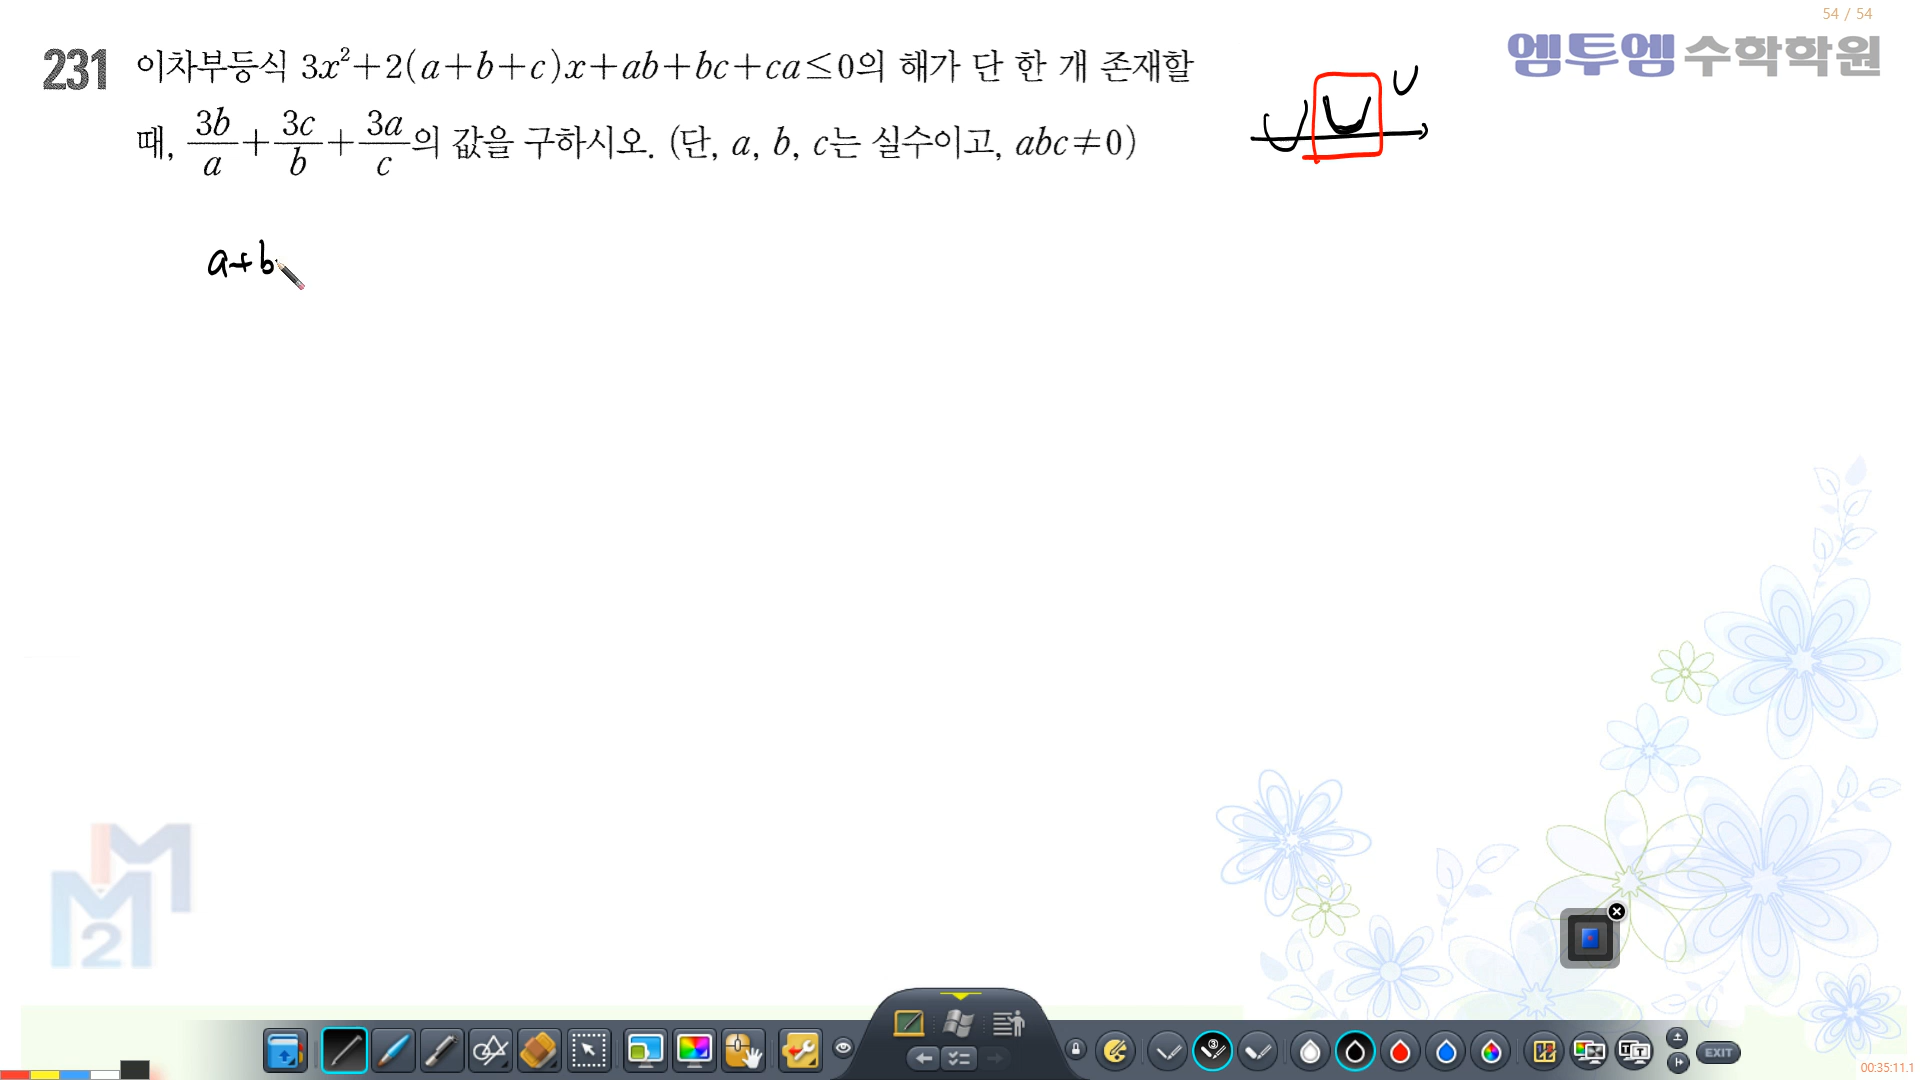 54 / 54
엠투엠 수학학원
231 이차부등식 3x²+2(a+b+c)x+ab+bc+ca≤0의 해가 단 한 개 존재할
때, 3b/a+3c/b+3a/c의 값을 구하시오. (단, a, b, c는 실수이고, abc≠0)
a+b
M
M2
EXIT
00:35:11.1